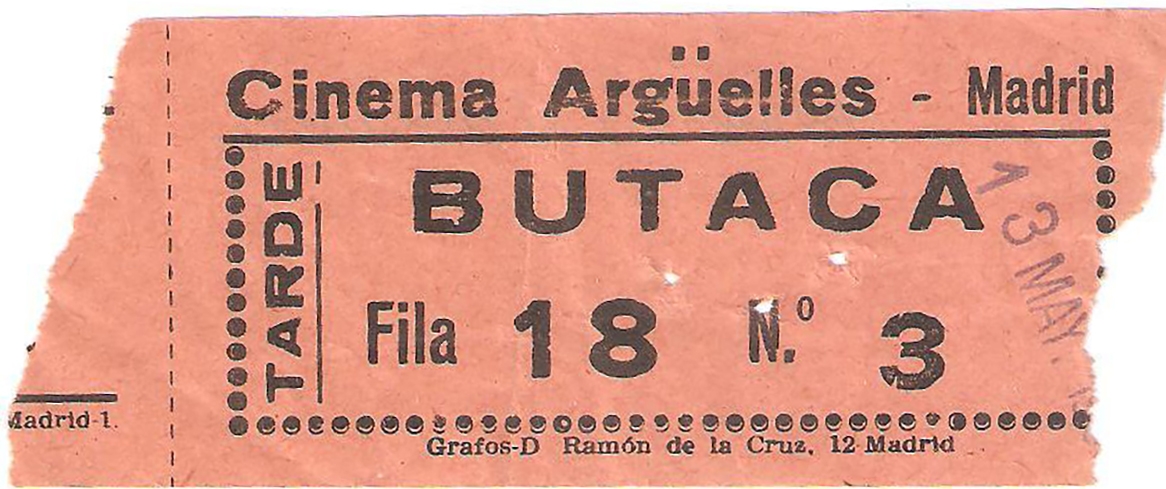 Cinema Argüelles - Madrid
TARDE
BUTACA
Fila 18 N.º 3
13 MAY.
Grafos-D Ramón de la Cruz, 12-Madrid
Madrid-1.